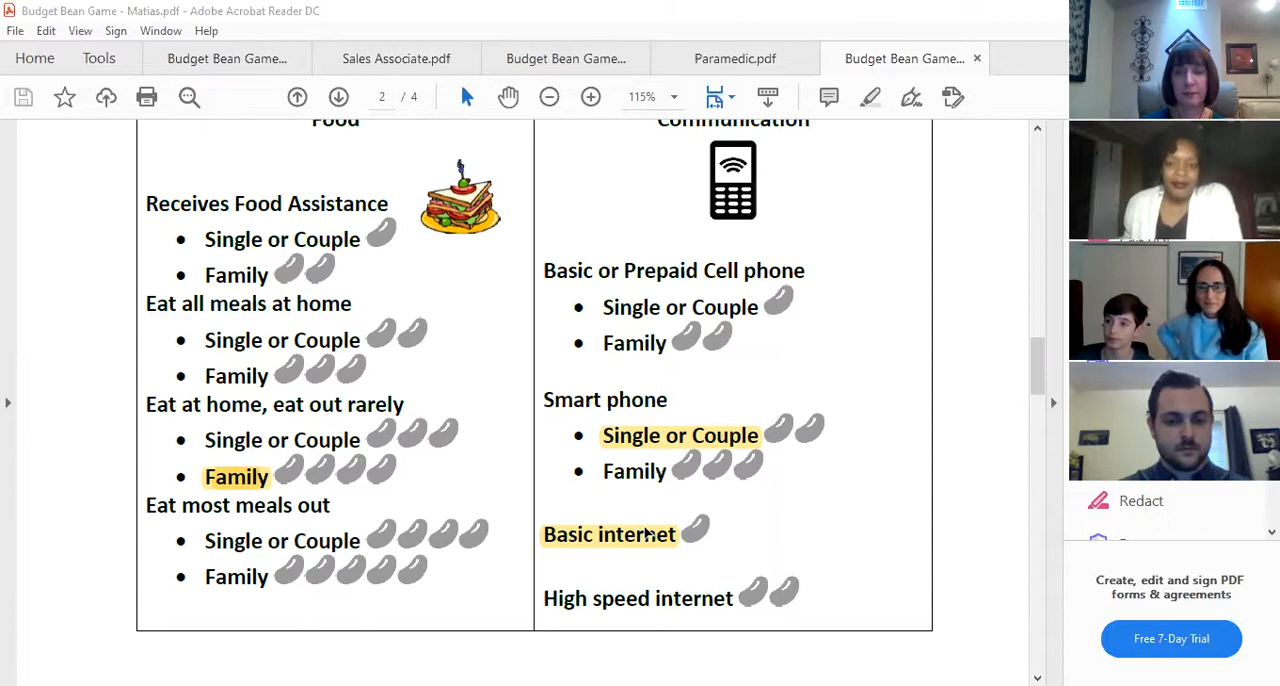 Budget Bean Game - Matias.pdf - Adobe Acrobat Reader DC
File Edit View Sign Window Help
Home Tools Budget Bean Game... Sales Associate.pdf Budget Bean Game... Paramedic.pdf Budget Bean Game... ×
2 / 4 115%
Food
Communication
Receives Food Assistance
• Single or Couple
• Family
Eat all meals at home
• Single or Couple
• Family
Eat at home, eat out rarely
• Single or Couple
• Family
Eat most meals out
• Single or Couple
• Family
Basic or Prepaid Cell phone
• Single or Couple
• Family
Smart phone
• Single or Couple
• Family
Basic internet
High speed internet
Redact
Create, edit and sign PDF
forms & agreements
Free 7-Day Trial